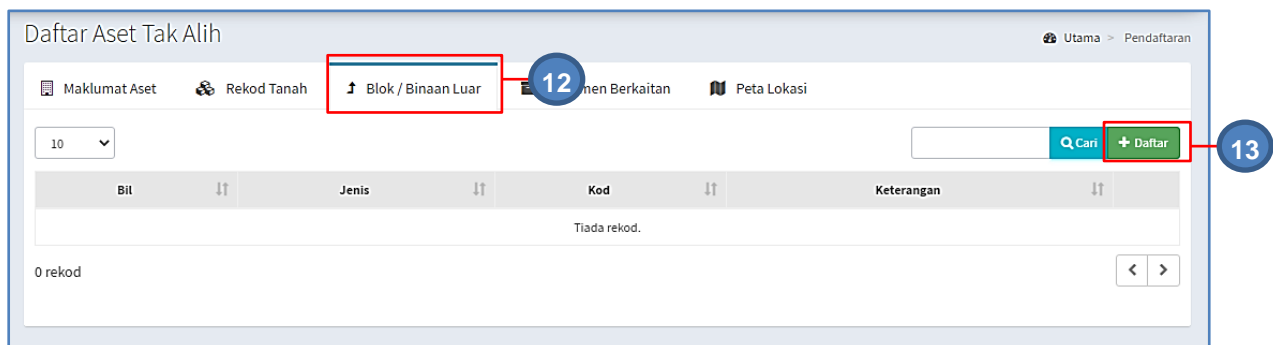 Daftar Aset Tak Alih
Utama > Pendaftaran
Maklumat Aset Rekod Tanah Blok / Binaan Luar 12 men Berkaitan Peta Lokasi
10 Cari + Daftar 13
Bil Jenis Kod Keterangan
Tiada rekod.
0 rekod < >